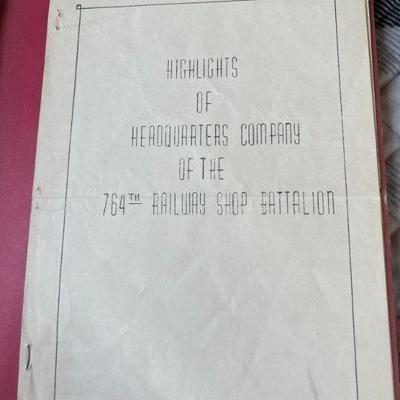 HIGHLIGHTS
OF
HEADQUARTERS COMPANY
OF THE
764TH RAILWAY SHOP BATTALION